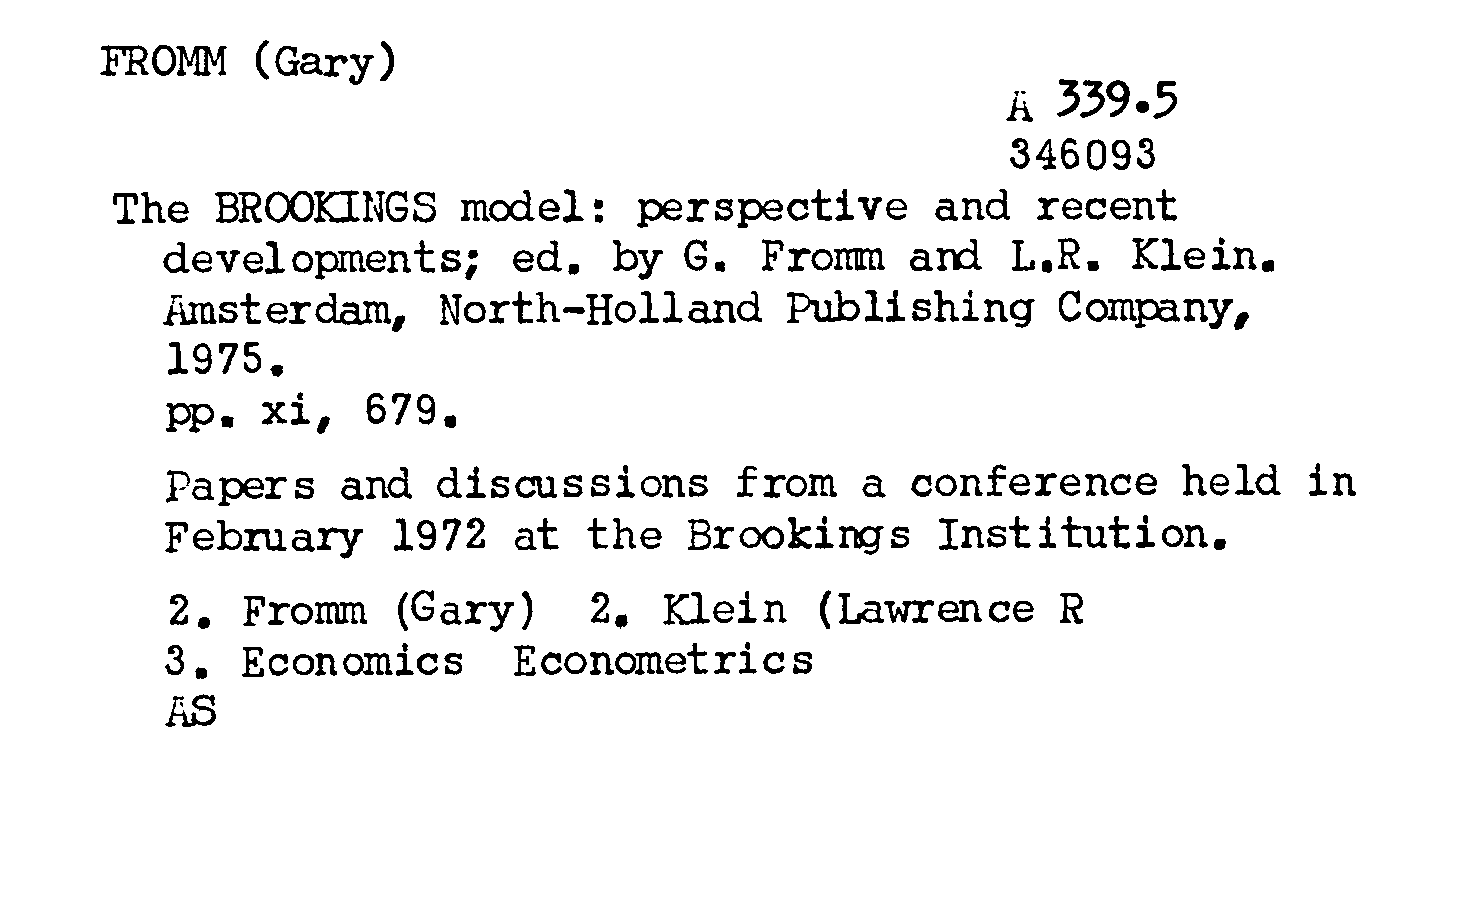 FROMM (Gary)
A 339.5
346093
The BROOKINGS model: perspective and recent
developments; ed. by G. Fromm and L.R. Klein.
Amsterdam, North-Holland Publishing Company,
1975.
pp. xi, 679.
Papers and discussions from a conference held in
February 1972 at the Brookings Institution.
2. Fromm (Gary) 2. Klein (Lawrence R
3. Economics Econometrics
AS